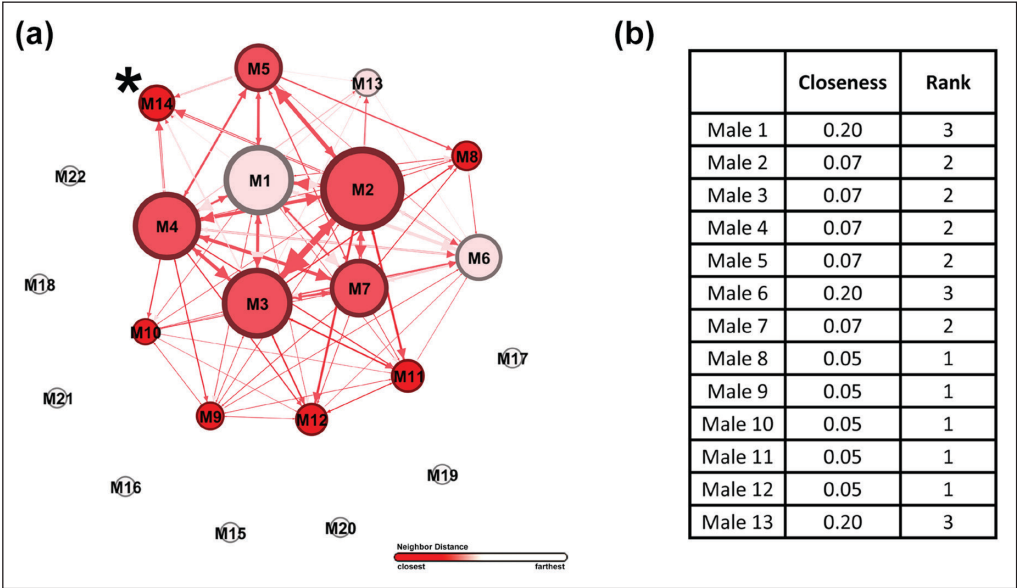 (a)
M5
M13
*
M14
M8
M22
M1
M2
M4
M6
M18
M7
M3
M10
M17
M11
M21
M9
M12
M19
M16
M15
M20
Neighbor Distance
closest farthest
(b)
Closeness Rank
Male 1 0.20 3
Male 2 0.07 2
Male 3 0.07 2
Male 4 0.07 2
Male 5 0.07 2
Male 6 0.20 3
Male 7 0.07 2
Male 8 0.05 1
Male 9 0.05 1
Male 10 0.05 1
Male 11 0.05 1
Male 12 0.05 1
Male 13 0.20 3